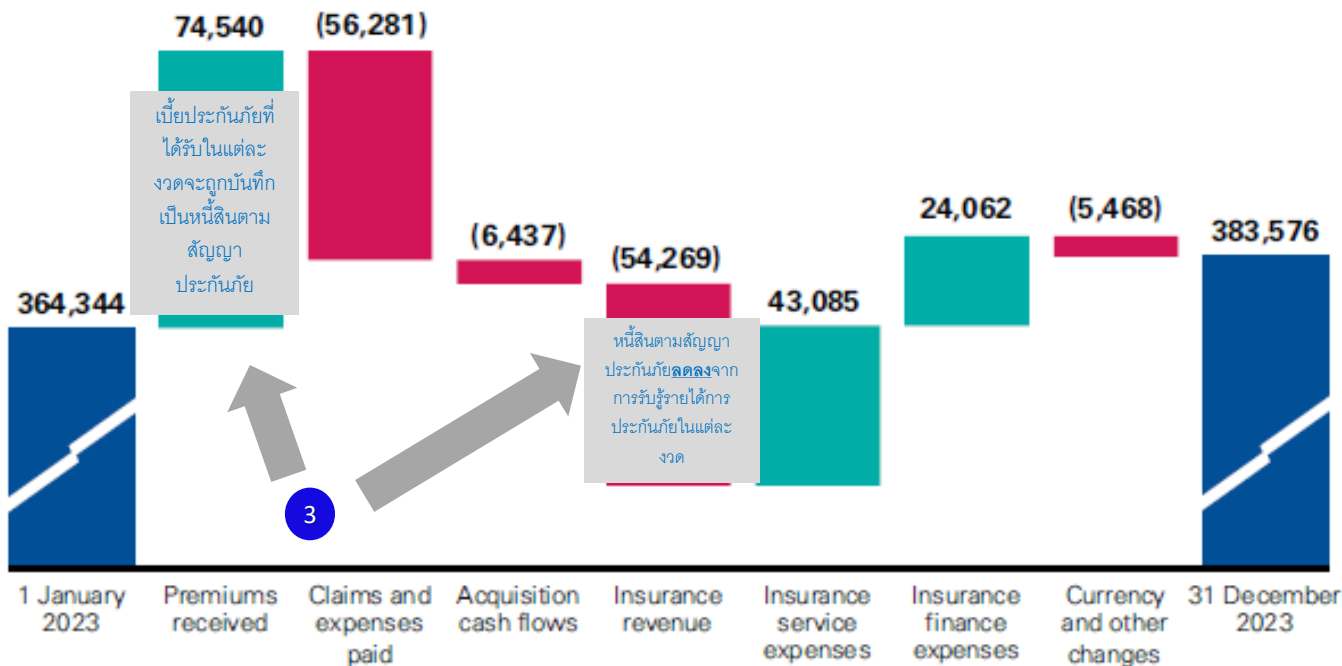 74,540
(56,281)
เบี้ยประกันภัยที่
ได้รับในแต่ละ
งวดจะถูกบันทึก
เป็นหนี้สินตาม
สัญญา
ประกันภัย
364,344
(6,437)
(54,269)
หนี้สินตามสัญญา
ประกันภัยลดลงจาก
การรับรู้รายได้การ
ประกันภัยในแต่ละ
งวด
43,085
24,062
(5,468)
383,576
3
1 January
2023
Premiums
received
Claims and
expenses
paid
Acquisition
cash flows
Insurance
revenue
Insurance
service
expenses
Insurance
finance
expenses
Currency
and other
changes
31 December
2023